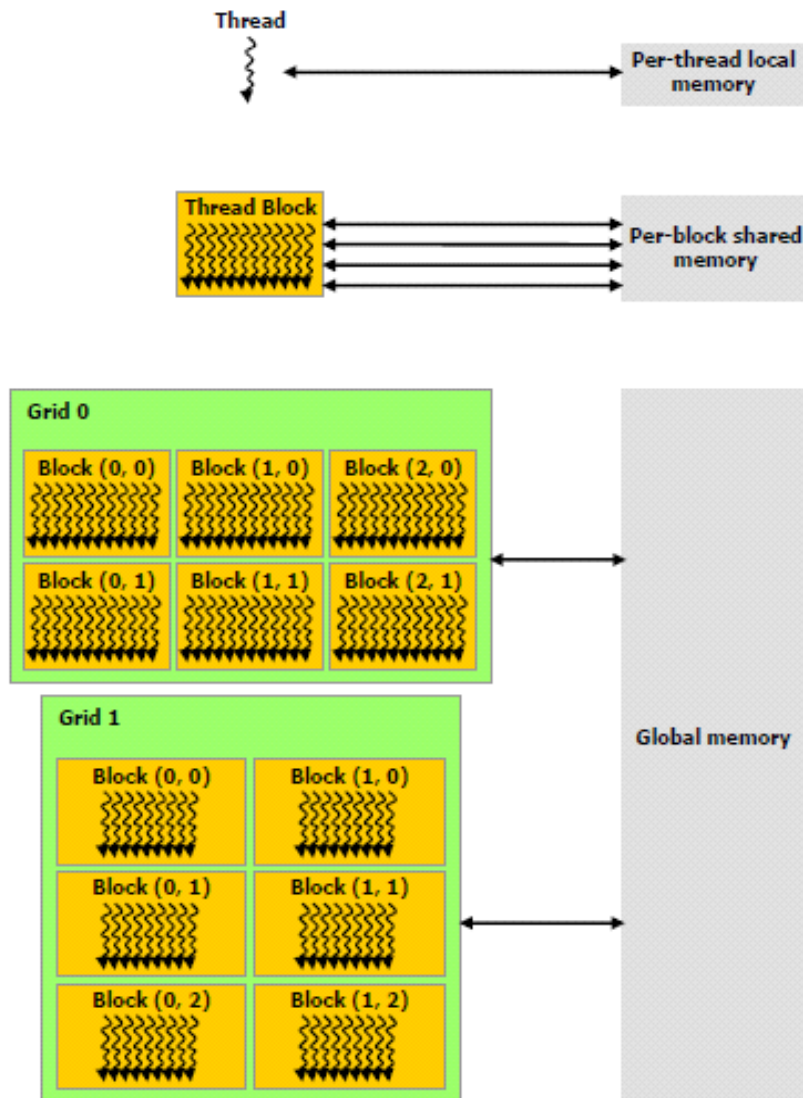 Thread
Per-thread local
memory
Thread Block
Per-block shared
memory
Grid 0
Block (0, 0) Block (1, 0) Block (2, 0)
Block (0, 1) Block (1, 1) Block (2, 1)
Grid 1
Global memory
Block (0, 0) Block (1, 0)
Block (0, 1) Block (1, 1)
Block (0, 2) Block (1, 2)